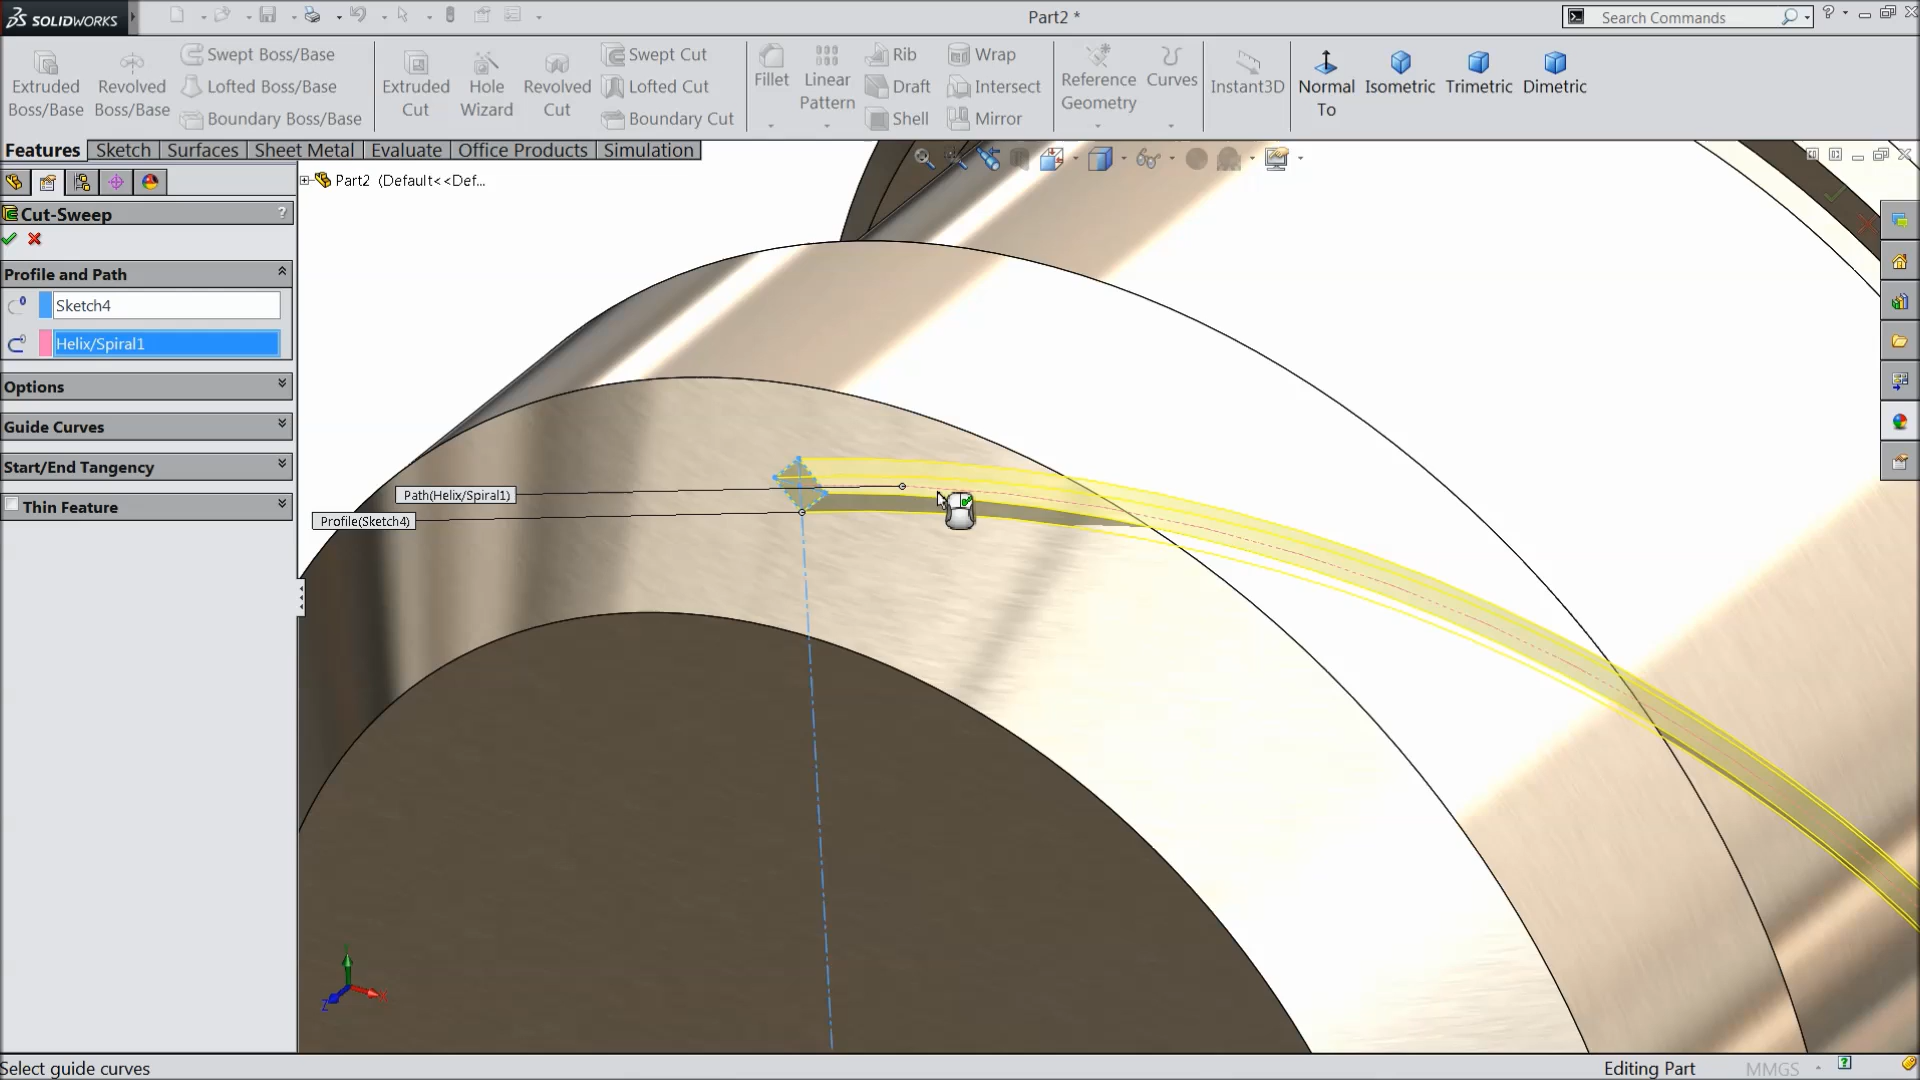 SOLIDWORKS
Part2 *
Search Commands
Extruded Boss/Base
Revolved Boss/Base
Swept Boss/Base
Lofted Boss/Base
Boundary Boss/Base
Extruded Cut
Hole Wizard
Revolved Cut
Swept Cut
Lofted Cut
Boundary Cut
Fillet
Linear Pattern
Rib
Draft
Shell
Wrap
Intersect
Mirror
Reference Geometry
Curves
Instant3D
Normal To
Isometric
Trimetric
Dimetric
Features
Sketch
Surfaces
Sheet Metal
Evaluate
Office Products
Simulation
Part2 (Default<<Def...
Cut-Sweep
?
Profile and Path
Sketch4
Helix/Spiral1
Options
Guide Curves
Start/End Tangency
Thin Feature
Path(Helix/Spiral1)
Profile(Sketch4)
Y
X
Z
Select guide curves
Editing Part
MMGS